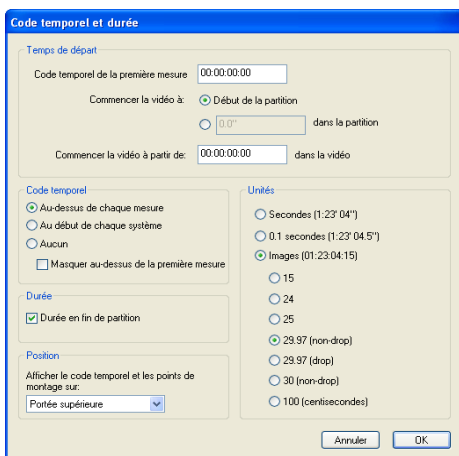 Code temporel et durée
Temps de départ
Code temporel de la première mesure 00:00:00:00
Commencer la vidéo à: Début de la partition
0.0'' dans la partition
Commencer la vidéo à partir de: 00:00:00:00 dans la vidéo
Code temporel
Au-dessus de chaque mesure
Au début de chaque système
Aucun
Masquer au-dessus de la première mesure
Durée
Durée en fin de partition
Position
Afficher le code temporel et les points de
montage sur:
Portée supérieure
Unités
Secondes (1:23' 04'')
0.1 secondes (1:23' 04.5'')
Images (01:23:04:15)
15
24
25
29.97 (non-drop)
29.97 (drop)
30 (non-drop)
100 (centisecondes)
Annuler OK